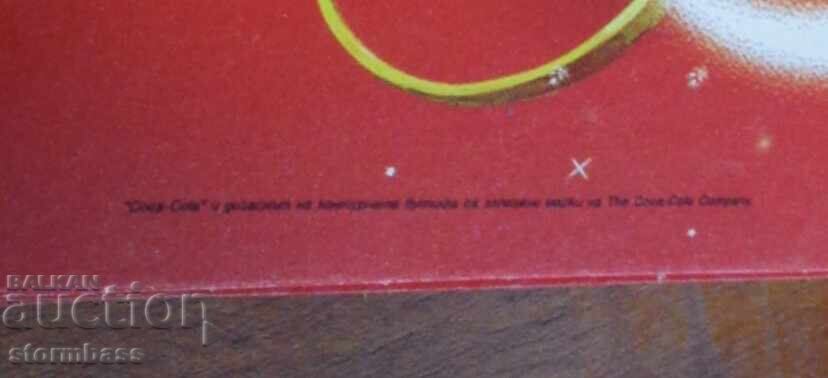 "Coca-Cola" и дизайнът на контурната бутилка са запазени марки на The Coca-Cola Company.
BALKAN
auction
stormbass